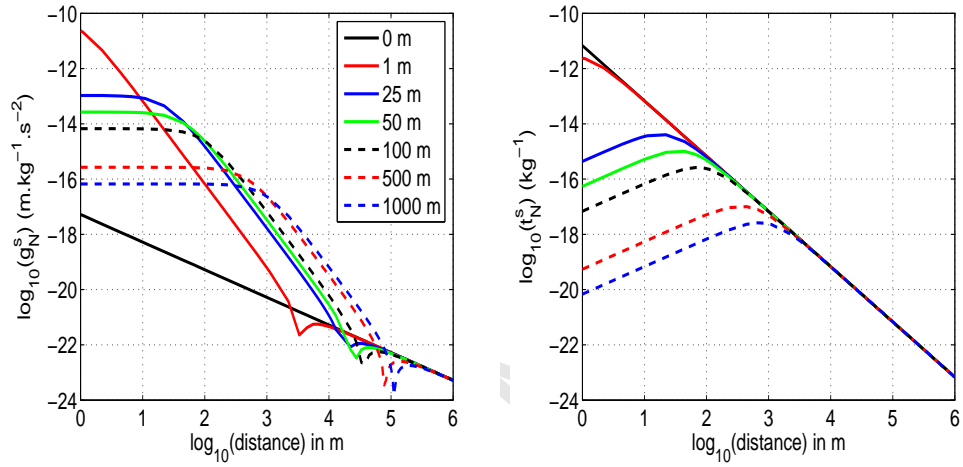 −10
−12
−14
−16
−18
−20
−22
−24
0 1 2 3 4 5 6
log₁₀(distance) in m
log₁₀(gˢN) (m.kg⁻¹.s⁻²)
0 m
1 m
25 m
50 m
100 m
500 m
1000 m
−10
−12
−14
−16
−18
−20
−22
−24
0 1 2 3 4 5 6
log₁₀(distance) in m
log₁₀(tˢN) (kg⁻¹)